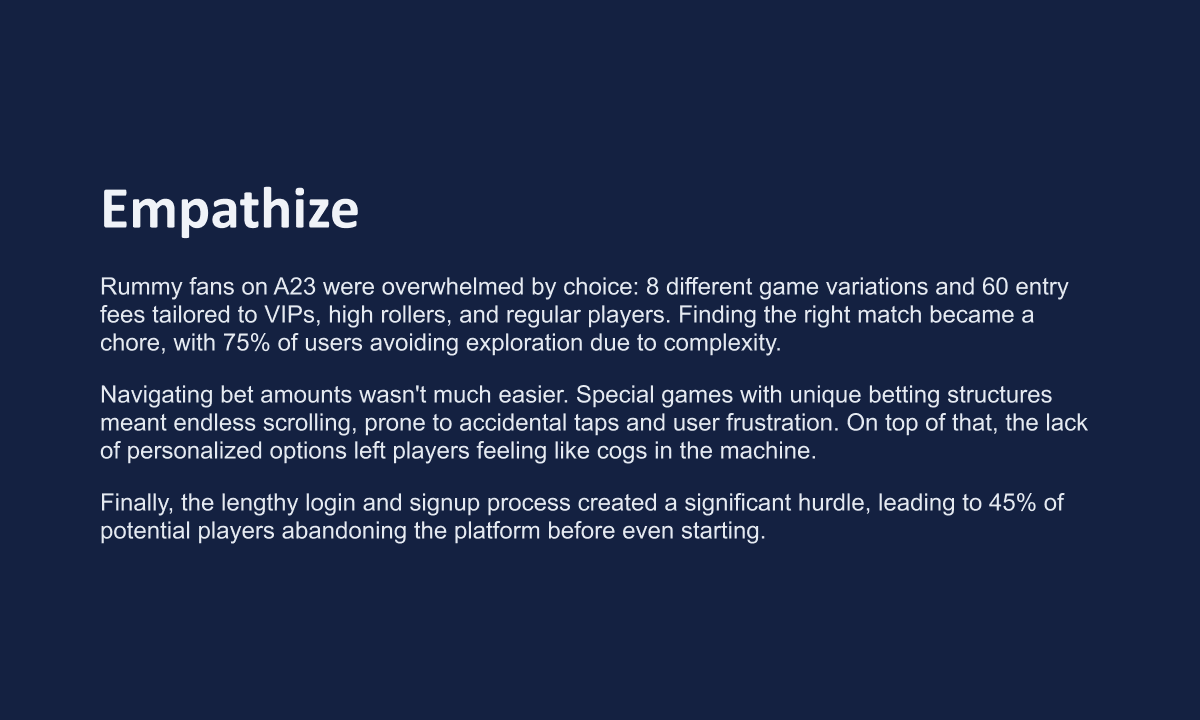 Empathize
Rummy fans on A23 were overwhelmed by choice: 8 different game variations and 60 entry
fees tailored to VIPs, high rollers, and regular players. Finding the right match became a
chore, with 75% of users avoiding exploration due to complexity.
Navigating bet amounts wasn't much easier. Special games with unique betting structures
meant endless scrolling, prone to accidental taps and user frustration. On top of that, the lack
of personalized options left players feeling like cogs in the machine.
Finally, the lengthy login and signup process created a significant hurdle, leading to 45% of
potential players abandoning the platform before even starting.